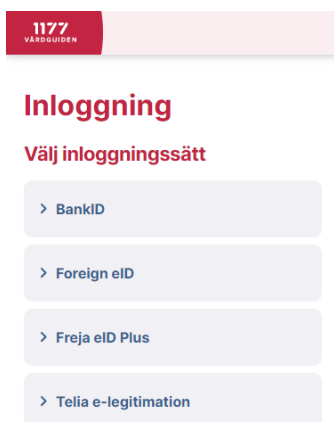 1177
VÅRDGUIDEN
Inloggning
Välj inloggningssätt
BankID
Foreign eID
Freja eID Plus
Telia e-legitimation